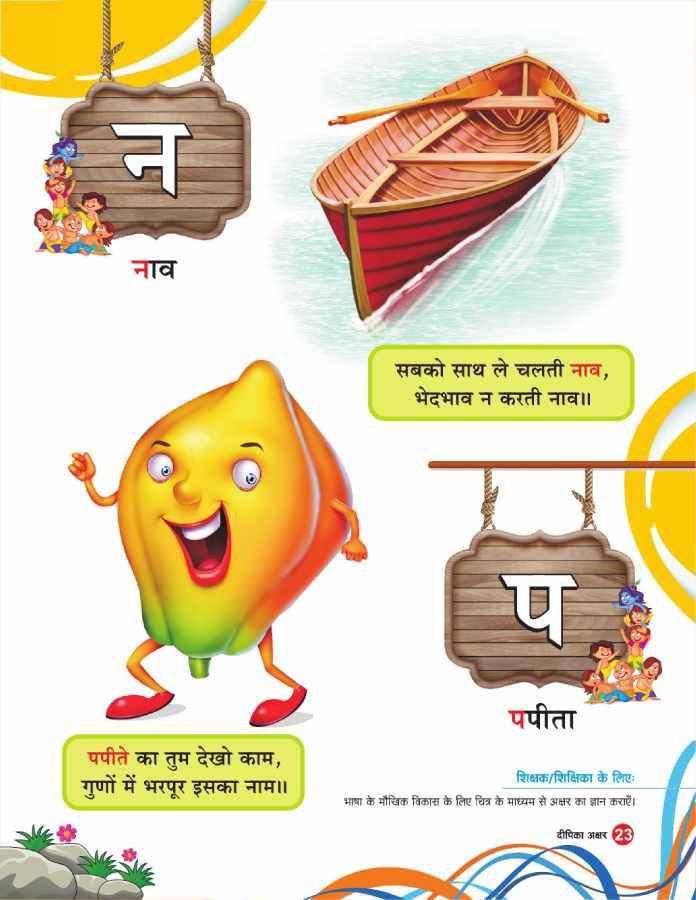 न
नाव
सबको साथ ले चलती नाव,
भेदभाव न करती नाव॥
प
पपीता
पपीते का तुम देखो काम,
गुणों में भरपूर इसका नाम॥
शिक्षक/शिक्षिका के लिएः
भाषा के मौखिक विकास के लिए चित्र के माध्यम से अक्षर का ज्ञान कराएँ।
दीपिका अक्षर 23